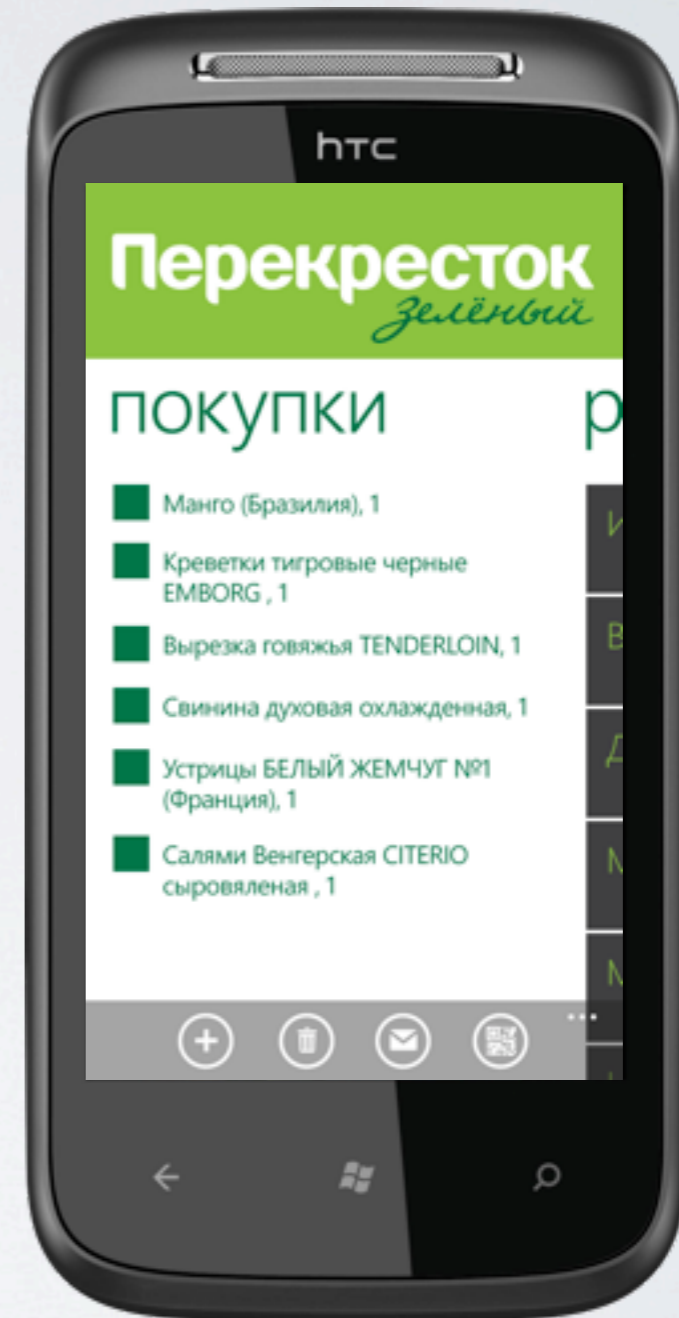 hTC
Перекресток
зелёный
покупки
р
Манго (Бразилия), 1
Креветки тигровые черные
EMBORG , 1
Вырезка говяжья TENDERLOIN, 1
Свинина духовая охлажденная, 1
Устрицы БЕЛЫЙ ЖЕМЧУГ №1
(Франция), 1
Салями Венгерская CITERIO
сыровяленая , 1
И
В
Д
М
М